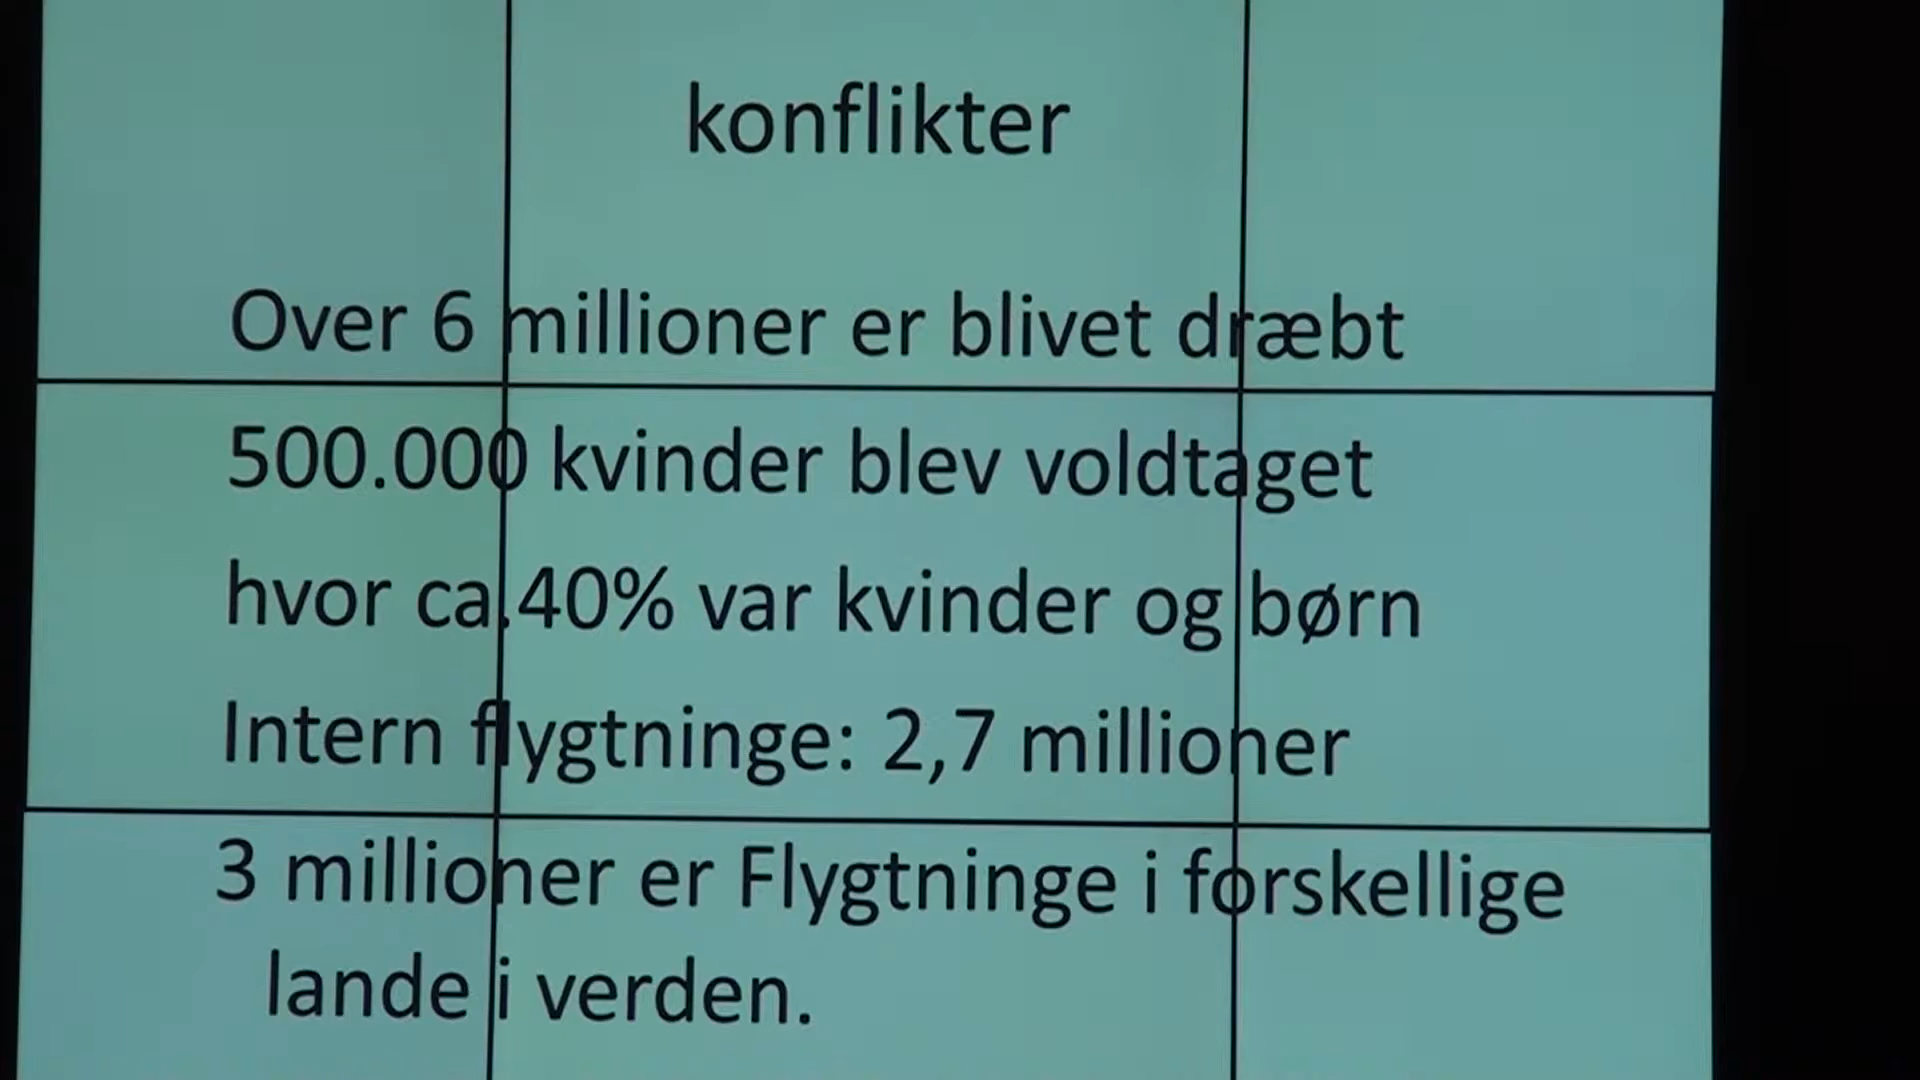 konflikter
Over 6 millioner er blivet dræbt
500.000 kvinder blev voldtaget
hvor ca.40% var kvinder og børn
Intern flygtninge: 2,7 millioner
3 millioner er Flygtninge i forskellige
lande i verden.